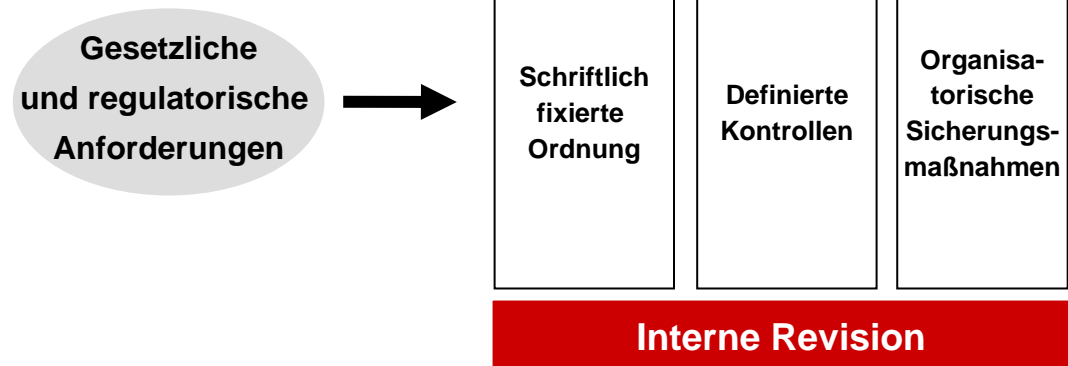 Gesetzliche
und regulatorische
Anforderungen
Schriftlich
fixierte
Ordnung
Definierte
Kontrollen
Organisa-
torische
Sicherungs-
maßnahmen
Interne Revision